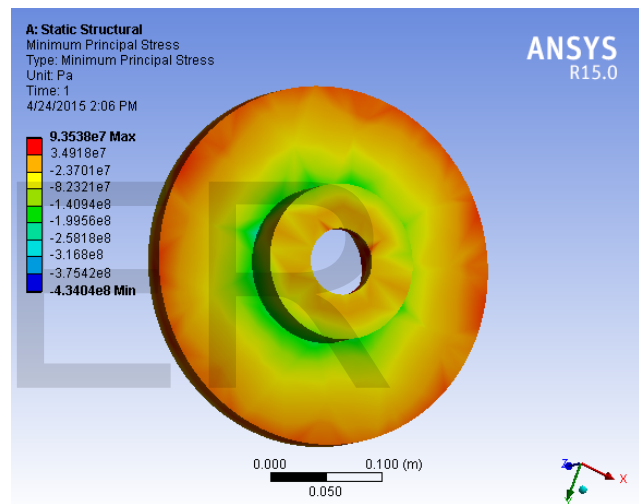 A: Static Structural
Minimum Principal Stress
Type: Minimum Principal Stress
Unit: Pa
Time: 1
4/24/2015 2:06 PM
ANSYS
R15.0
9.3538e7 Max
3.4918e7
-2.3701e7
-8.2321e7
-1.4094e8
-1.9956e8
-2.5818e8
-3.168e8
-3.7542e8
-4.3404e8 Min
ER
0.000
0.100 (m)
0.050
Z
X